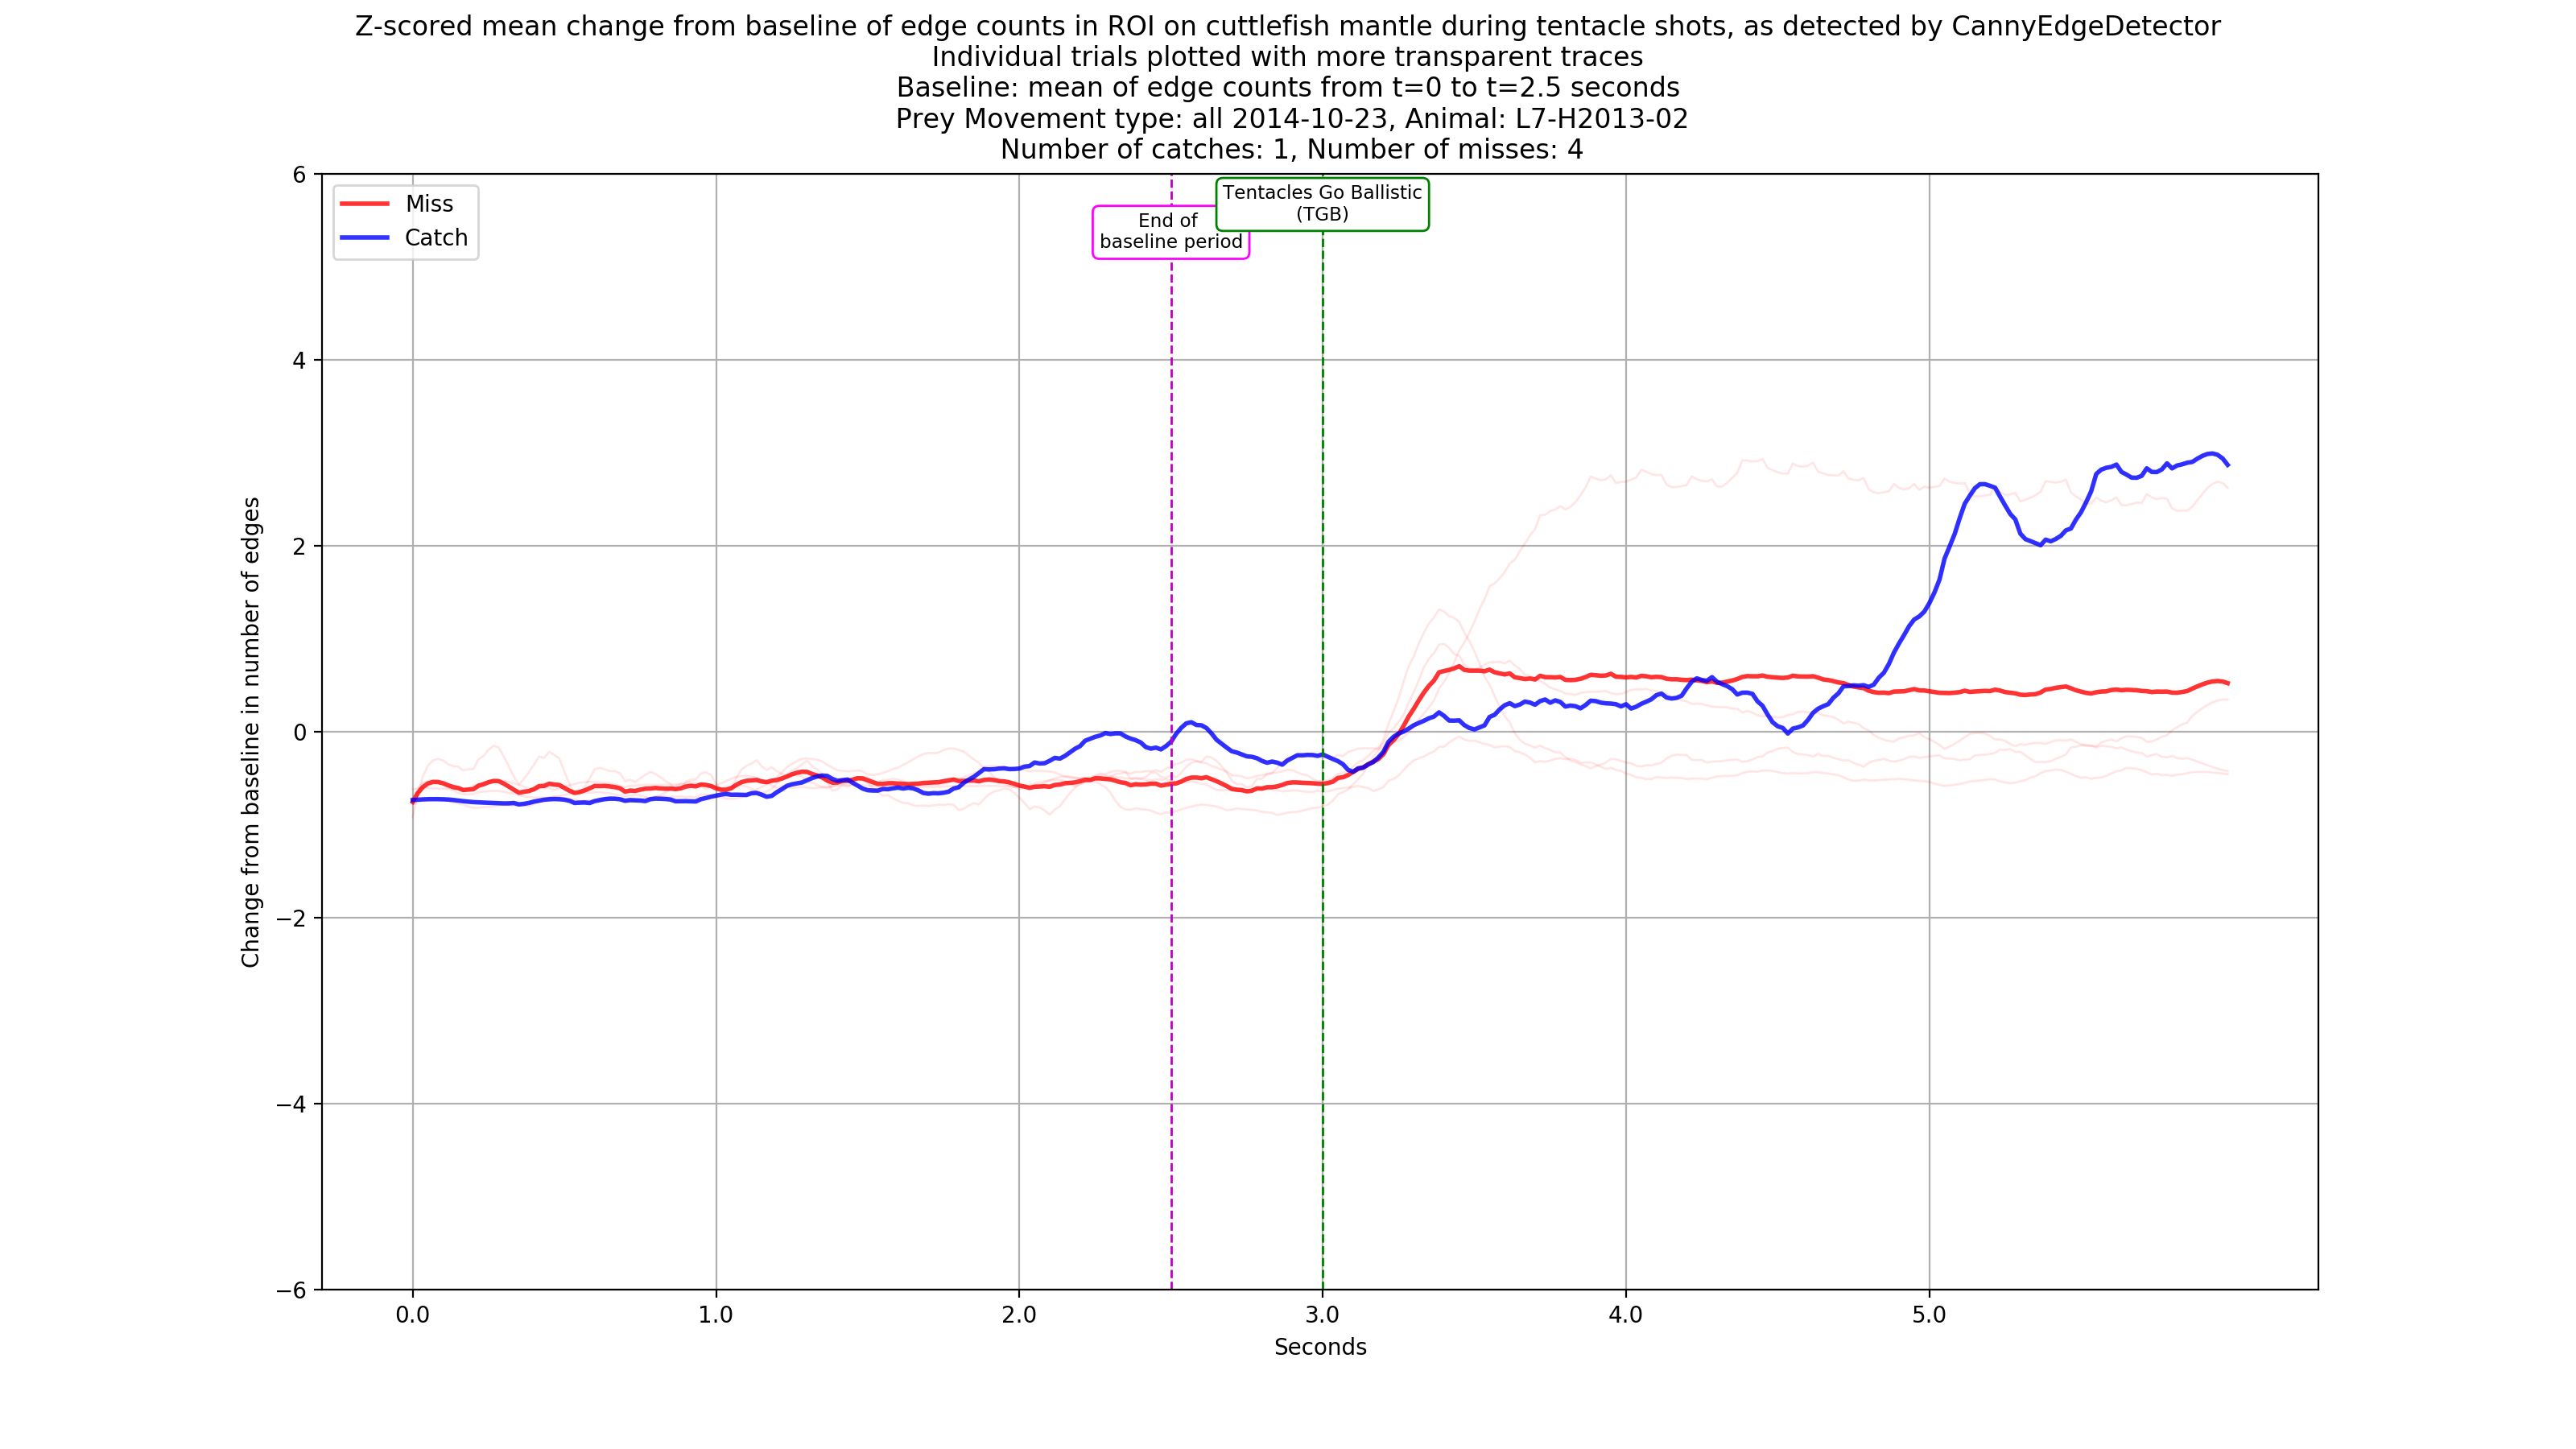 Z-scored mean change from baseline of edge counts in ROI on cuttlefish mantle during tentacle shots, as detected by CannyEdgeDetector
Individual trials plotted with more transparent traces
Baseline: mean of edge counts from t=0 to t=2.5 seconds
Prey Movement type: all 2014-10-23, Animal: L7-H2013-02
Number of catches: 1, Number of misses: 4
Miss
Catch
Tentacles Go Ballistic
(TGB)
End of
baseline period
Change from baseline in number of edges
6
4
2
0
−2
−4
−6
0.0
1.0
2.0
3.0
4.0
5.0
Seconds